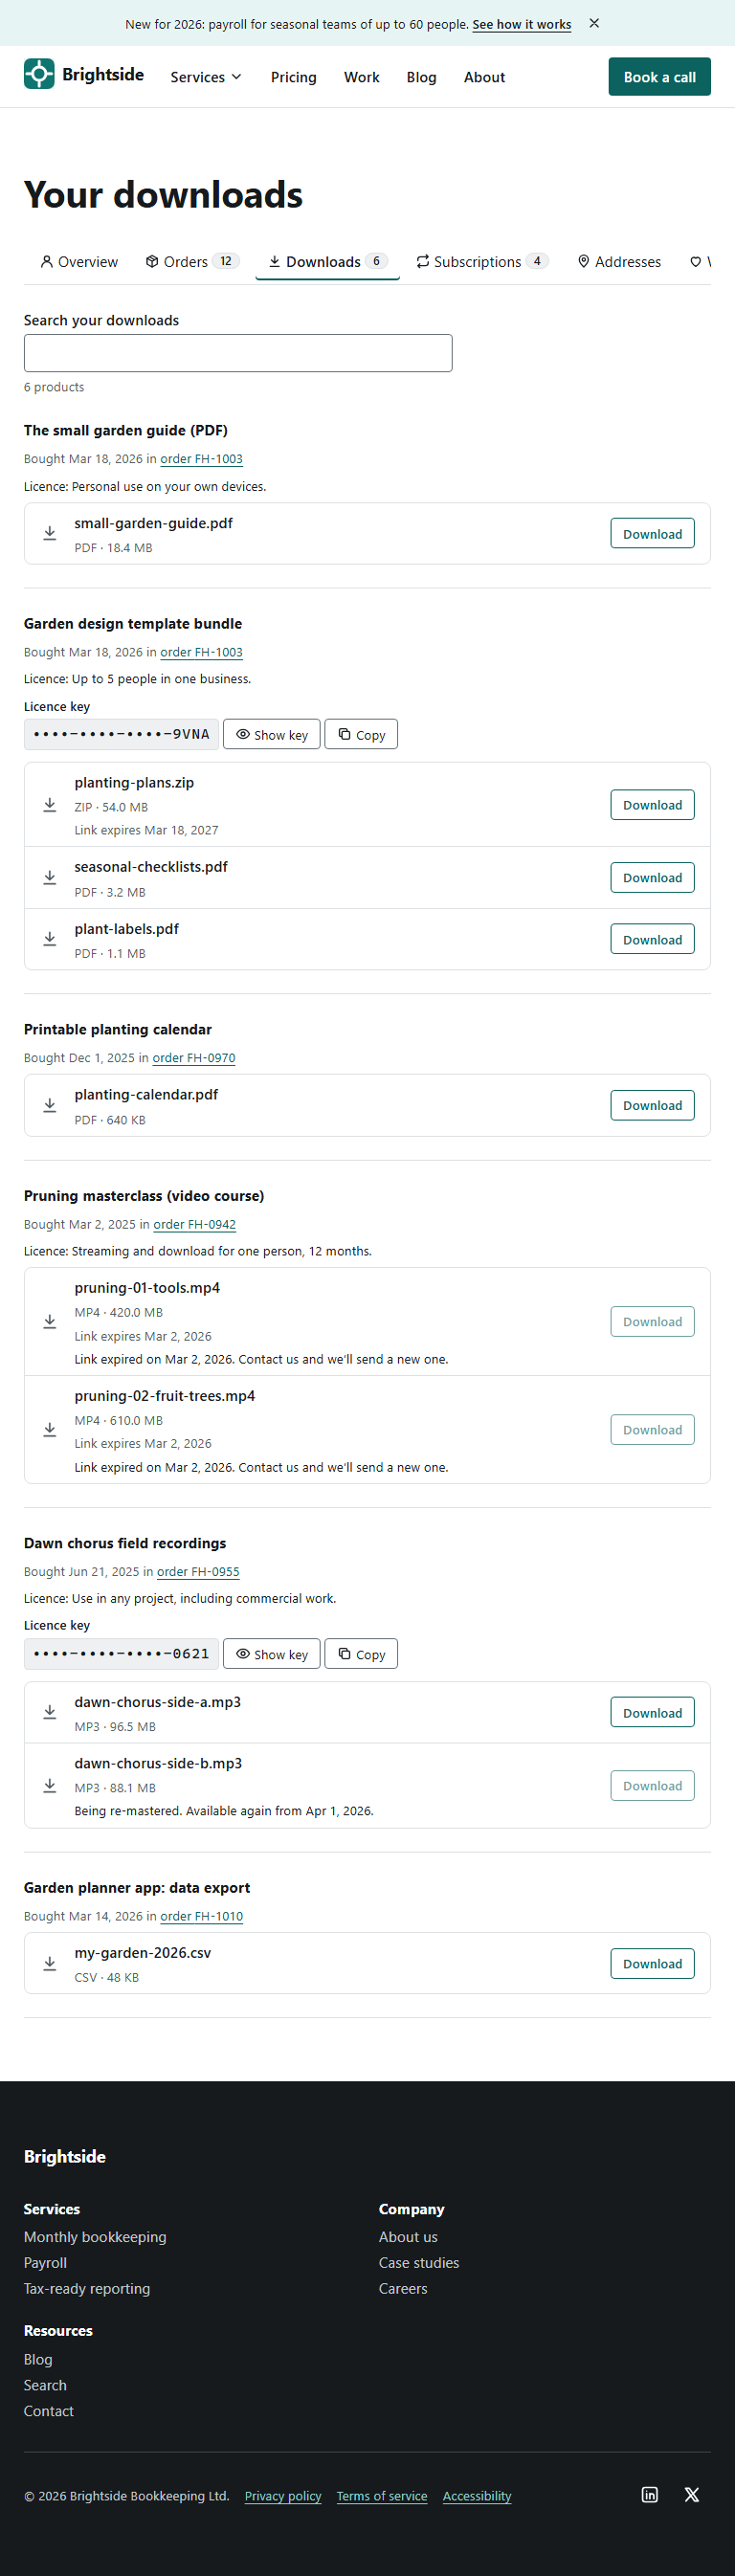 New for 2026: payroll for seasonal teams of up to 60 people. See how it works
Brightside
Services
Pricing
Work
Blog
About
Book a call
Your downloads
Overview
Orders 12
Downloads 6
Subscriptions 4
Addresses
Search your downloads
6 products
The small garden guide (PDF)
Bought Mar 18, 2026 in order FH-1003
Licence: Personal use on your own devices.
small-garden-guide.pdf
PDF · 18.4 MB
Download
Garden design template bundle
Bought Mar 18, 2026 in order FH-1003
Licence: Up to 5 people in one business.
Licence key
••••-••••-••••-9VNA
Show key
Copy
planting-plans.zip
ZIP · 54.0 MB
Link expires Mar 18, 2027
Download
seasonal-checklists.pdf
PDF · 3.2 MB
Download
plant-labels.pdf
PDF · 1.1 MB
Download
Printable planting calendar
Bought Dec 1, 2025 in order FH-0970
planting-calendar.pdf
PDF · 640 KB
Download
Pruning masterclass (video course)
Bought Mar 2, 2025 in order FH-0942
Licence: Streaming and download for one person, 12 months.
pruning-01-tools.mp4
MP4 · 420.0 MB
Link expires Mar 2, 2026
Link expired on Mar 2, 2026. Contact us and we'll send a new one.
Download
pruning-02-fruit-trees.mp4
MP4 · 610.0 MB
Link expires Mar 2, 2026
Link expired on Mar 2, 2026. Contact us and we'll send a new one.
Download
Dawn chorus field recordings
Bought Jun 21, 2025 in order FH-0955
Licence: Use in any project, including commercial work.
Licence key
••••-••••-••••-0621
Show key
Copy
dawn-chorus-side-a.mp3
MP3 · 96.5 MB
Download
dawn-chorus-side-b.mp3
MP3 · 88.1 MB
Being re-mastered. Available again from Apr 1, 2026.
Download
Garden planner app: data export
Bought Mar 14, 2026 in order FH-1010
my-garden-2026.csv
CSV · 48 KB
Download
Brightside
Services
Monthly bookkeeping
Payroll
Tax-ready reporting
Company
About us
Case studies
Careers
Resources
Blog
Search
Contact
© 2026 Brightside Bookkeeping Ltd.
Privacy policy
Terms of service
Accessibility